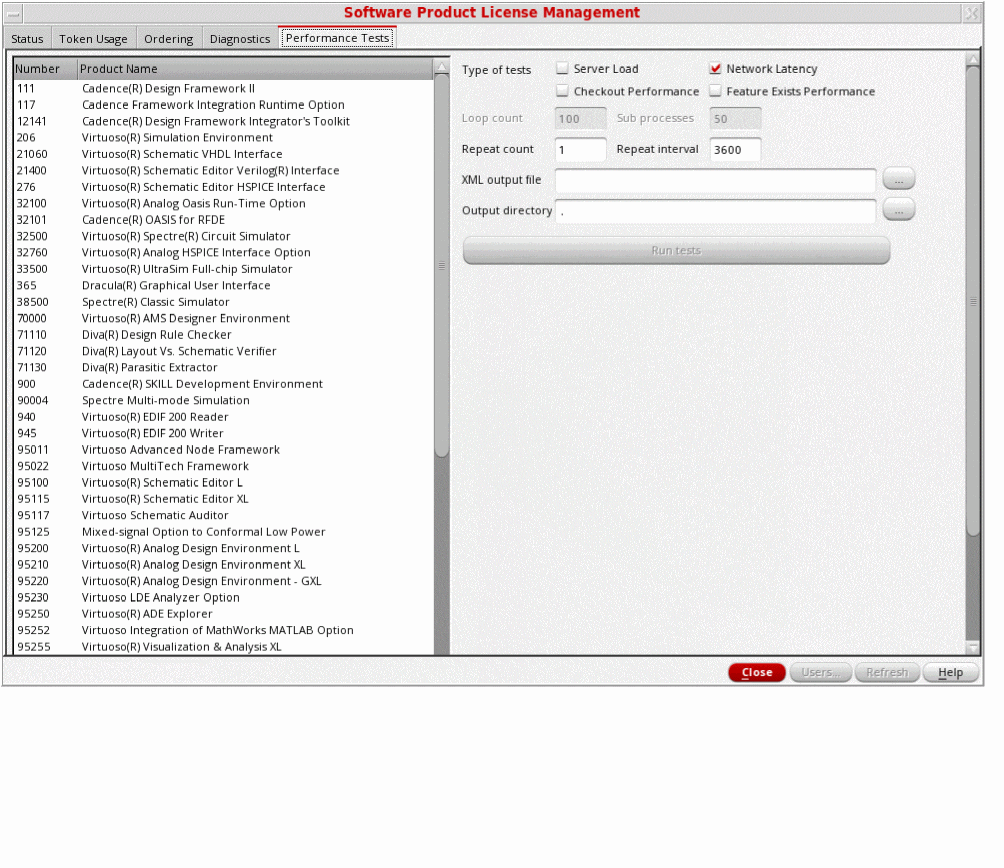 Software Product License Management
Status Token Usage Ordering Diagnostics Performance Tests
Number Product Name
111 Cadence(R) Design Framework II
117 Cadence Framework Integration Runtime Option
12141 Cadence(R) Design Framework Integrator's Toolkit
206 Virtuoso(R) Simulation Environment
21060 Virtuoso(R) Schematic VHDL Interface
21400 Virtuoso(R) Schematic Editor Verilog(R) Interface
276 Virtuoso(R) Schematic Editor HSPICE Interface
32100 Virtuoso(R) Analog Oasis Run-Time Option
32101 Cadence(R) OASIS for RFDE
32500 Virtuoso(R) Spectre(R) Circuit Simulator
32760 Virtuoso(R) Analog HSPICE Interface Option
33500 Virtuoso(R) UltraSim Full-chip Simulator
365 Dracula(R) Graphical User Interface
38500 Spectre(R) Classic Simulator
70000 Virtuoso(R) AMS Designer Environment
71110 Diva(R) Design Rule Checker
71120 Diva(R) Layout Vs. Schematic Verifier
71130 Diva(R) Parasitic Extractor
900 Cadence(R) SKILL Development Environment
90004 Spectre Multi-mode Simulation
940 Virtuoso(R) EDIF 200 Reader
945 Virtuoso(R) EDIF 200 Writer
95011 Virtuoso Advanced Node Framework
95022 Virtuoso MultiTech Framework
95100 Virtuoso(R) Schematic Editor L
95115 Virtuoso(R) Schematic Editor XL
95117 Virtuoso Schematic Auditor
95125 Mixed-signal Option to Conformal Low Power
95200 Virtuoso(R) Analog Design Environment L
95210 Virtuoso(R) Analog Design Environment XL
95220 Virtuoso(R) Analog Design Environment - GXL
95230 Virtuoso LDE Analyzer Option
95250 Virtuoso(R) ADE Explorer
95252 Virtuoso Integration of MathWorks MATLAB Option
95255 Virtuoso(R) Visualization & Analysis XL
Type of tests Server Load Network Latency
Checkout Performance Feature Exists Performance
Loop count 100 Sub processes 50
Repeat count 1 Repeat interval 3600
XML output file ...
Output directory . ...
Run tests
Close Users... Refresh Help